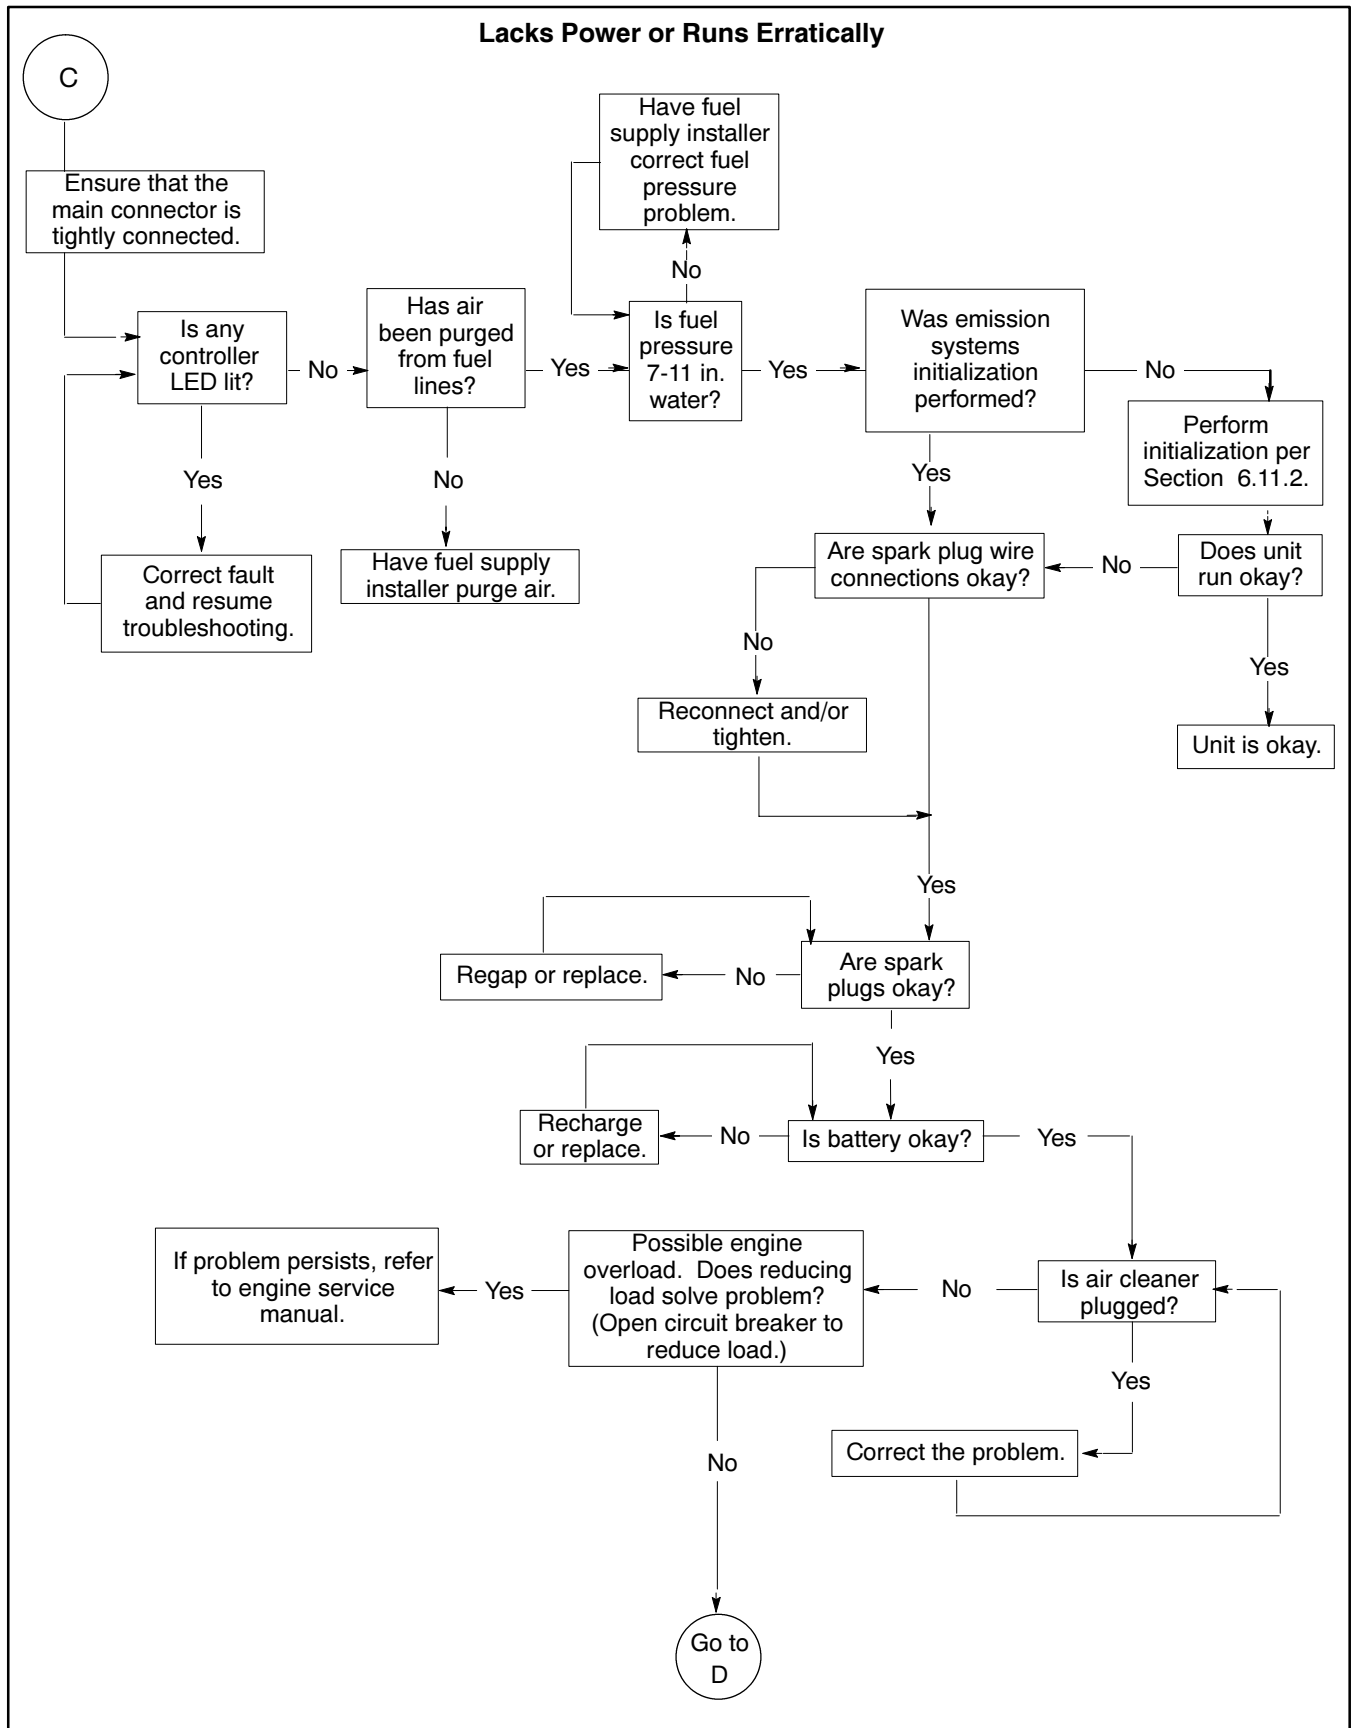 Lacks Power or Runs Erratically
C
Ensure that the
main connector is
tightly connected.
Is any
controller
LED lit?
No
Yes
Correct fault
and resume
troubleshooting.
Has air
been purged
from fuel
lines?
Yes
No
Have fuel supply
installer purge air.
Have fuel
supply installer
correct fuel
pressure
problem.
No
Is fuel
pressure
7-11 in.
water?
Yes
Was emission
systems
initialization
performed?
No
Perform
initialization per
Section 6.11.2.
Yes
Are spark plug wire
connections okay?
No
Does unit
run okay?
Yes
Unit is okay.
No
Reconnect and/or
tighten.
Yes
Are spark
plugs okay?
No
Regap or replace.
Yes
Is battery okay?
No
Recharge
or replace.
Yes
Is air cleaner
plugged?
Yes
Correct the problem.
No
Possible engine
overload. Does reducing
load solve problem?
(Open circuit breaker to
reduce load.)
Yes
If problem persists, refer
to engine service
manual.
No
Go to
D